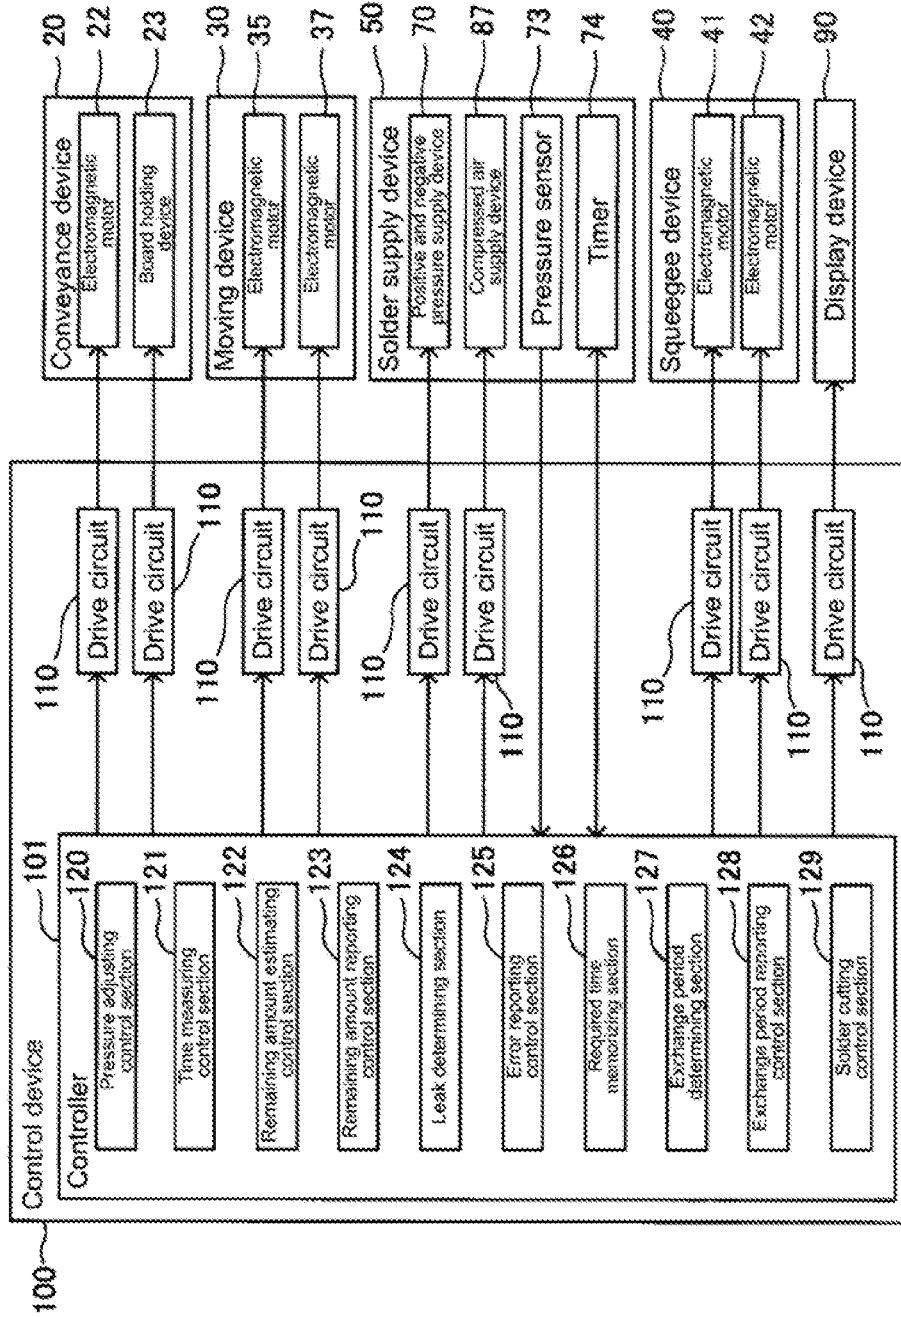 100
Control device
101
Controller
120
Pressure adjusting
control section
121
Time measuring
control section
122
Remaining amount estimating
control section
123
Remaining amount reporting
control section
124
Leak determining section
125
Error reporting
control section
126
Required time
memorizing section
127
Exchange period
determining section
128
Exchange period reporting
control section
129
Solder cutting
control section
110
Drive circuit
Drive circuit
110
110
Drive circuit
Drive circuit
110
110
Drive circuit
Drive circuit
110
110
Drive circuit
Drive circuit
110
Drive circuit
110
20
Conveyance device
22
Electromagnetic
motor
23
Board holding
device
30
Moving device
35
Electromagnetic
motor
37
Electromagnetic
motor
50
Solder supply device
70
Positive and negative
pressure supply device
87
Compressed air
supply device
73
Pressure sensor
74
Timer
40
Squeegee device
41
Electromagnetic
motor
42
Electromagnetic
motor
90
Display device